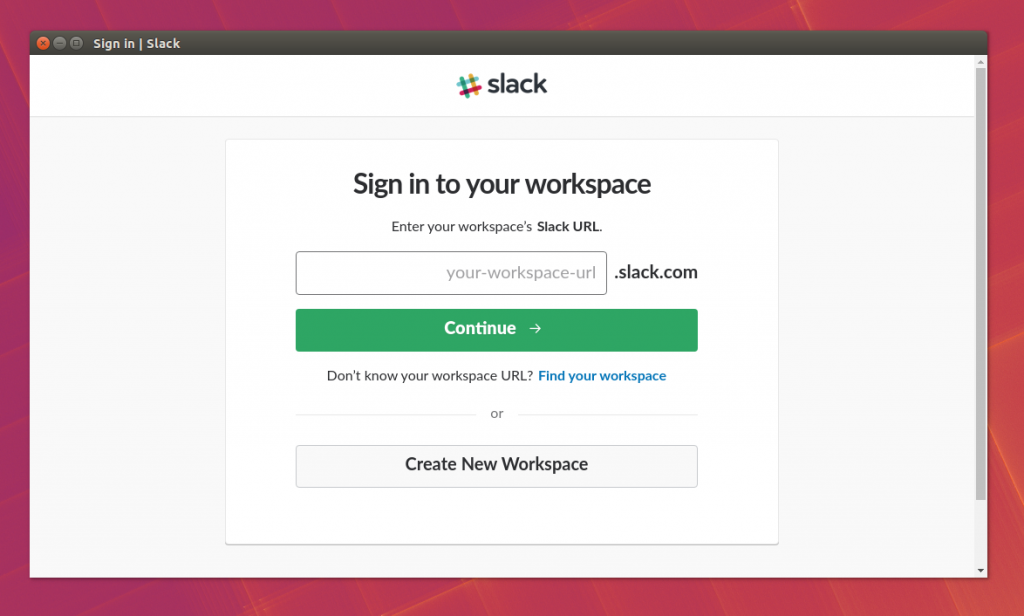 Sign in | Slack
slack
Sign in to your workspace
Enter your workspace's Slack URL.
your-workspace-url .slack.com
Continue →
Don't know your workspace URL? Find your workspace
or
Create New Workspace